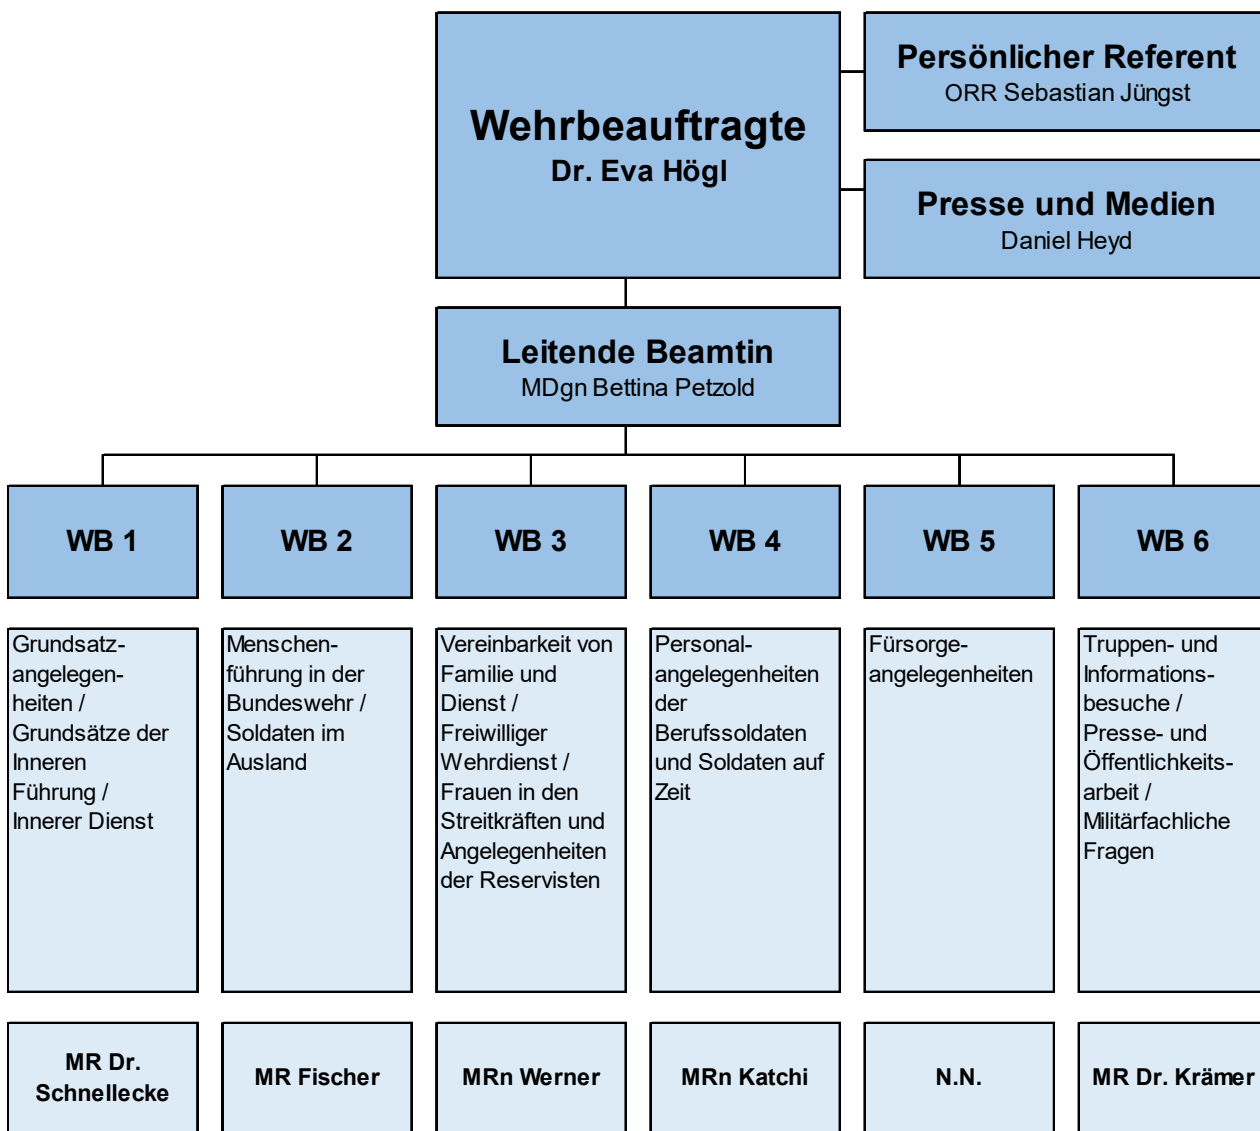 Wehrbeauftragte
Dr. Eva Högl
Persönlicher Referent
ORR Sebastian Jüngst
Presse und Medien
Daniel Heyd
Leitende Beamtin
MDgn Bettina Petzold
WB 1
WB 2
WB 3
WB 4
WB 5
WB 6
Grundsatz-
angelegen-
heiten /
Grundsätze der
Inneren
Führung /
Innerer Dienst
Menschen-
führung in der
Bundeswehr /
Soldaten im
Ausland
Vereinbarkeit von
Familie und
Dienst /
Freiwilliger
Wehrdienst /
Frauen in den
Streitkräften und
Angelegenheiten
der Reservisten
Personal-
angelegenheiten
der
Berufssoldaten
und Soldaten auf
Zeit
Fürsorge-
angelegenheiten
Truppen- und
Informations-
besuche /
Presse- und
Öffentlichkeits-
arbeit /
Militärfachliche
Fragen
MR Dr.
Schnellecke
MR Fischer
MRn Werner
MRn Katchi
N.N.
MR Dr. Krämer